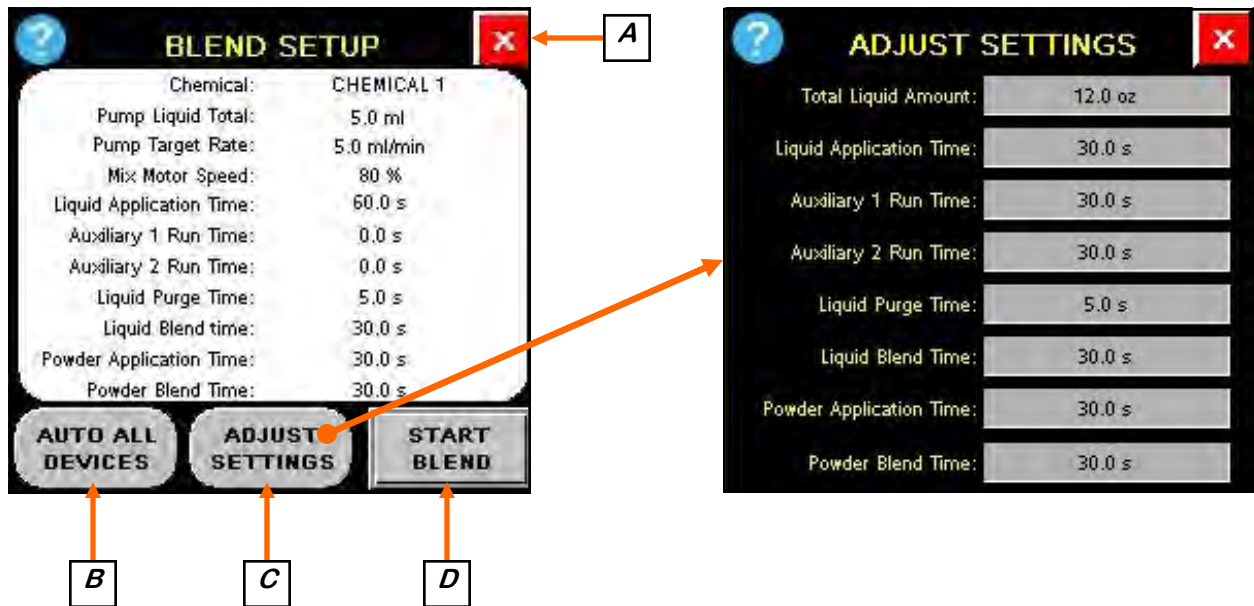 ?
BLEND SETUP
X
A
Chemical: CHEMICAL 1
Pump Liquid Total: 5.0 ml
Pump Target Rate: 5.0 ml/min
Mix Motor Speed: 80 %
Liquid Application Time: 60.0 s
Auxiliary 1 Run Time: 0.0 s
Auxiliary 2 Run Time: 0.0 s
Liquid Purge Time: 5.0 s
Liquid Blend time: 30.0 s
Powder Application Time: 30.0 s
Powder Blend Time: 30.0 s
AUTO ALL
DEVICES
ADJUST
SETTINGS
START
BLEND
B
C
D
?
ADJUST SETTINGS
X
Total Liquid Amount: 12.0 oz
Liquid Application Time: 30.0 s
Auxiliary 1 Run Time: 30.0 s
Auxiliary 2 Run Time: 30.0 s
Liquid Purge Time: 5.0 s
Liquid Blend Time: 30.0 s
Powder Application Time: 30.0 s
Powder Blend Time: 30.0 s